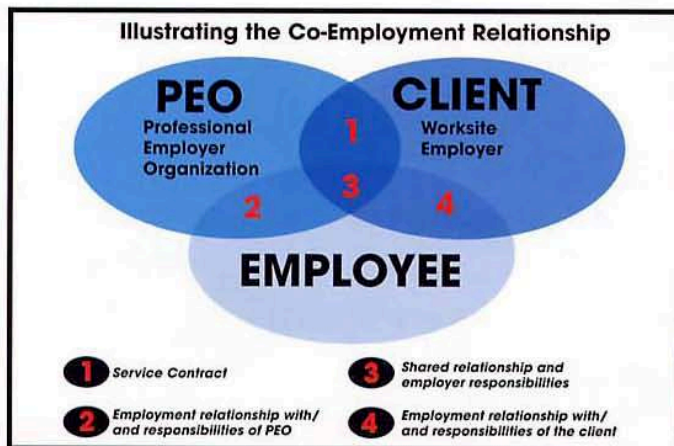 Illustrating the Co-Employment Relationship
PEO
Professional
Employer
Organization
CLIENT
Worksite
Employer
1
3
2
4
EMPLOYEE
1 Service Contract
2 Employment relationship with/
and responsibilities of PEO
3 Shared relationship and
employer responsibilities
4 Employment relationship with/
and responsibilities of the client